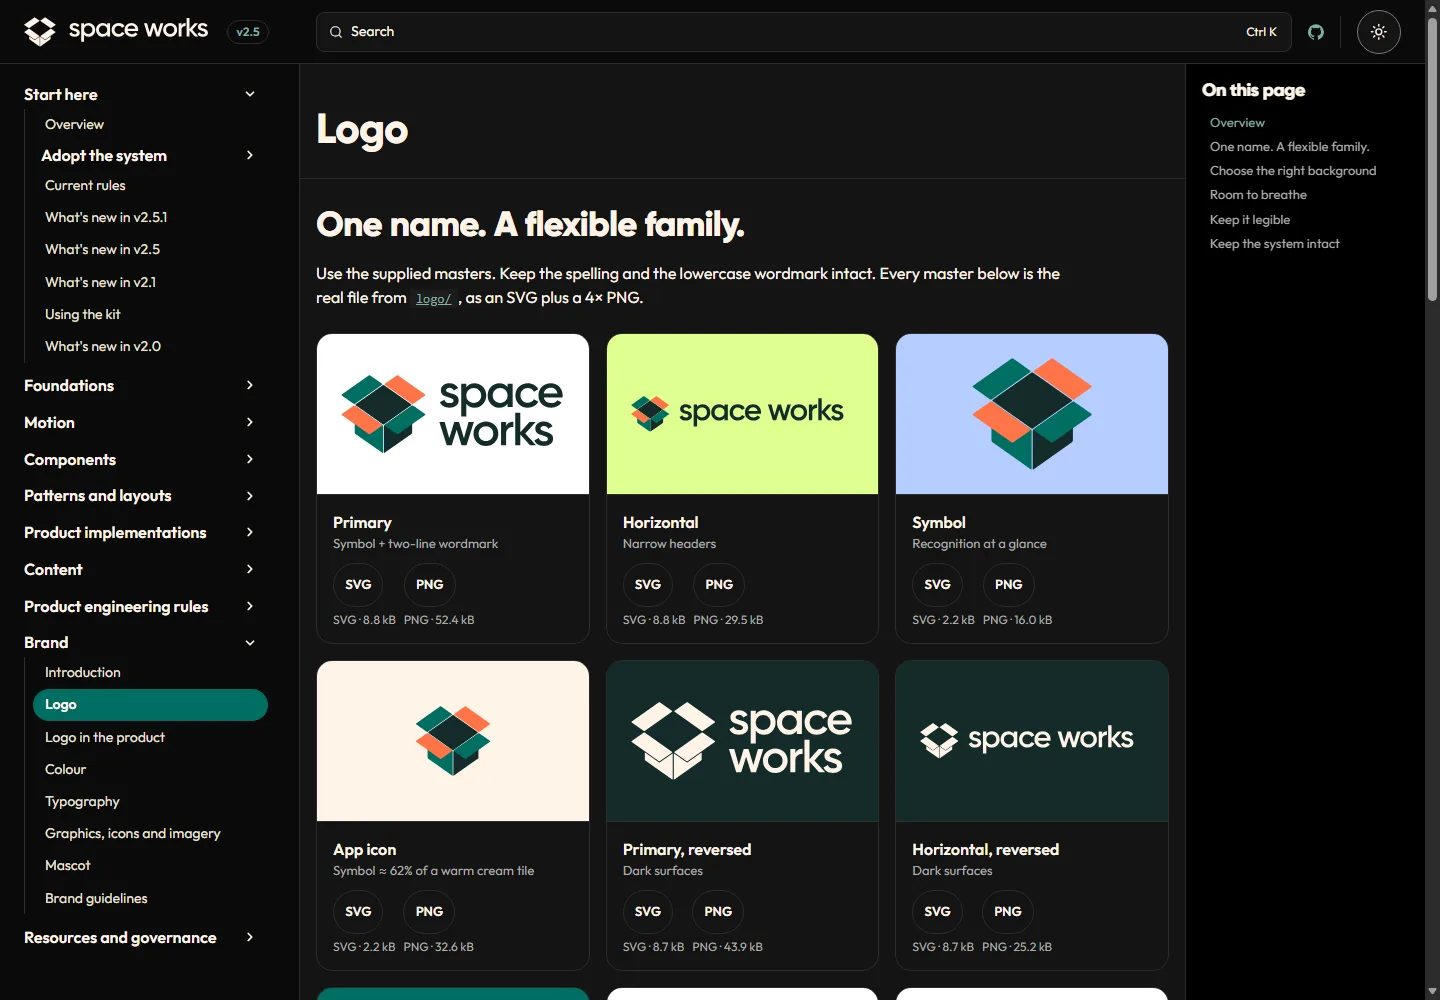 space works
v2.5
Search
Ctrl K
Start here
Overview
Adopt the system
Current rules
What's new in v2.5.1
What's new in v2.5
What's new in v2.1
Using the kit
What's new in v2.0
Foundations
Motion
Components
Patterns and layouts
Product implementations
Content
Product engineering rules
Brand
Introduction
Logo
Logo in the product
Colour
Typography
Graphics, icons and imagery
Mascot
Brand guidelines
Resources and governance
Logo
One name. A flexible family.
Use the supplied masters. Keep the spelling and the lowercase wordmark intact. Every master below is the
real file from logo/ , as an SVG plus a 4× PNG.
space
works
Primary
Symbol + two-line wordmark
SVG PNG
SVG · 8.8 kB PNG · 52.4 kB
space works
Horizontal
Narrow headers
SVG PNG
SVG · 8.8 kB PNG · 29.5 kB
Symbol
Recognition at a glance
SVG PNG
SVG · 2.2 kB PNG · 16.0 kB
App icon
Symbol ≈ 62% of a warm cream tile
SVG PNG
SVG · 2.2 kB PNG · 32.6 kB
space
works
Primary, reversed
Dark surfaces
SVG PNG
SVG · 8.7 kB PNG · 43.9 kB
space works
Horizontal, reversed
Dark surfaces
SVG PNG
SVG · 8.7 kB PNG · 25.2 kB
On this page
Overview
One name. A flexible family.
Choose the right background
Room to breathe
Keep it legible
Keep the system intact